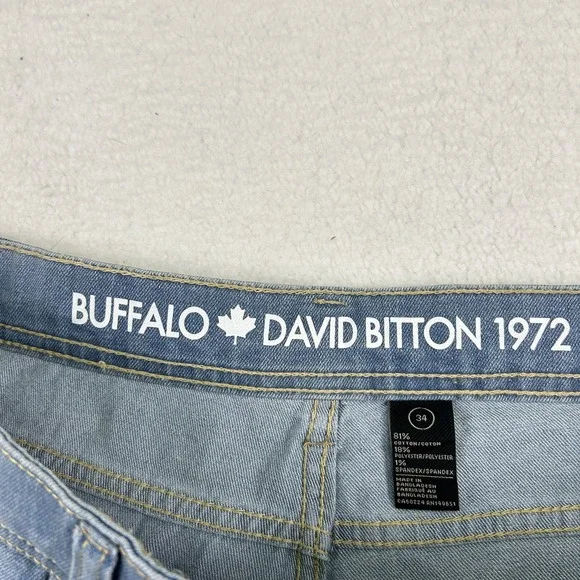 BUFFALO DAVID BITTON 1972
34
81%
COTTON/COTON
18%
POLYESTER/POLYESTER
1%
SPANDEX/SPANDEX
MADE IN
BANGLADESH
FABRIQUÉ AU
BANGLADESH